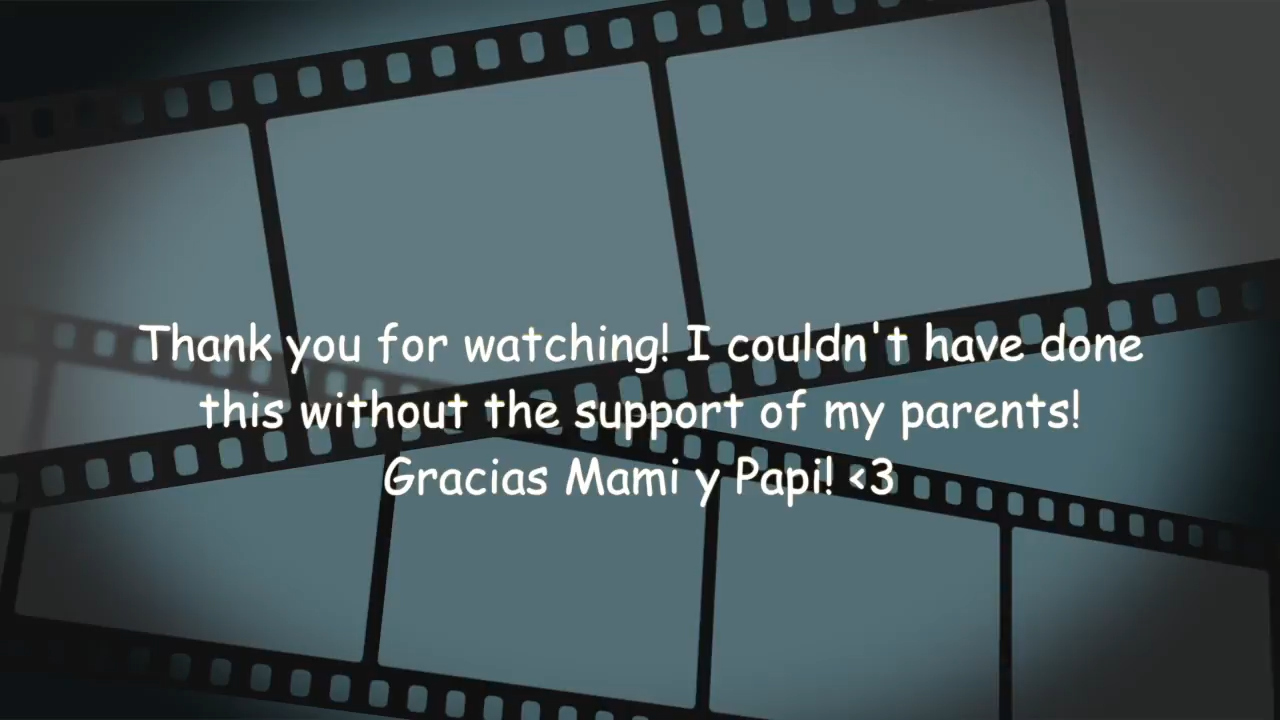 Thank you for watching! I couldn't have done
this without the support of my parents!
Gracias Mami y Papi! <3